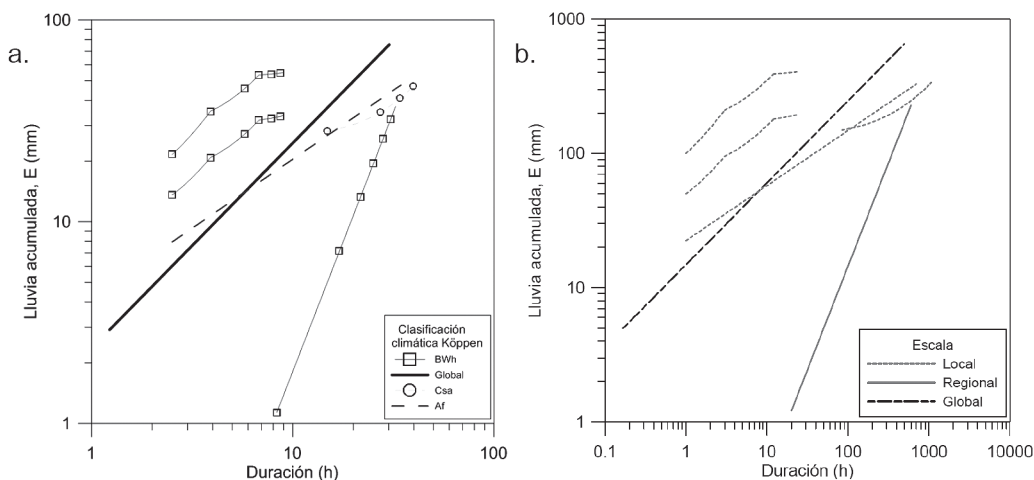 a.
100
10
1
Lluvia acumulada, E (mm)
1
10
100
Duración (h)
Clasificación
climática Köppen
BWh
Global
Csa
Af
b.
1000
100
10
1
Lluvia acumulada, E (mm)
0.1
1
10
100
1000
10000
Duración (h)
Escala
Local
Regional
Global